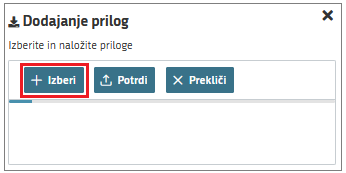 Dodajanje prilog
Izberite in naložite priloge
Izberi Potrdi Prekliči